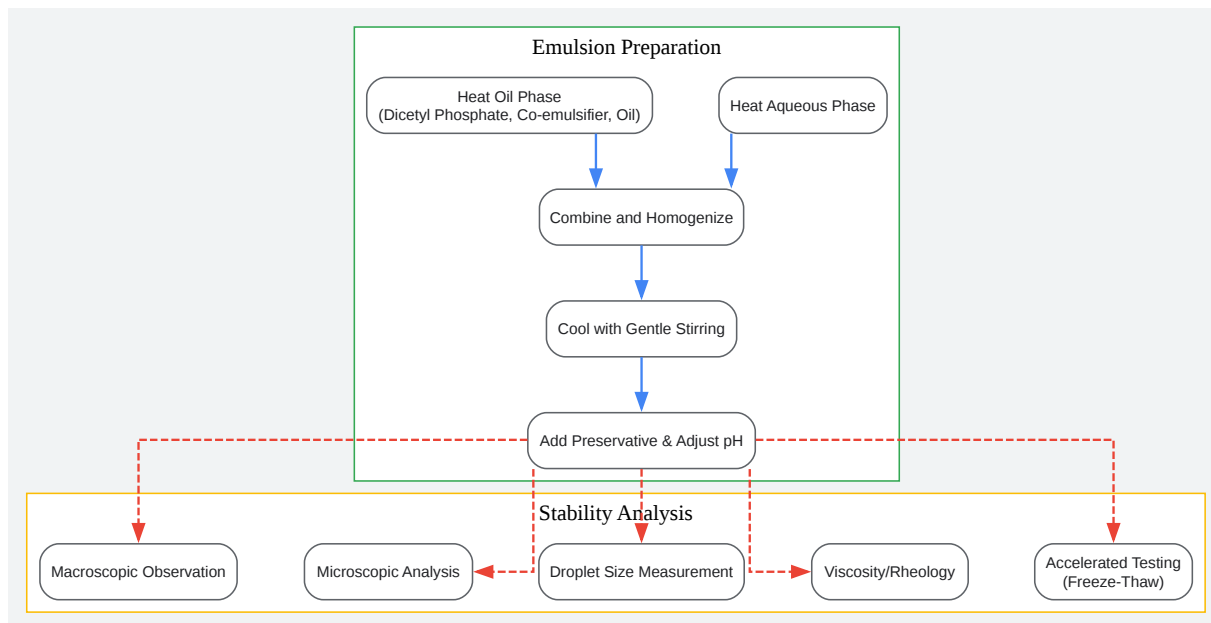 Emulsion Preparation
Heat Oil Phase
(Dicetyl Phosphate, Co-emulsifier, Oil)
Heat Aqueous Phase
Combine and Homogenize
Cool with Gentle Stirring
Add Preservative & Adjust pH
Stability Analysis
Macroscopic Observation
Microscopic Analysis
Droplet Size Measurement
Viscosity/Rheology
Accelerated Testing
(Freeze-Thaw)